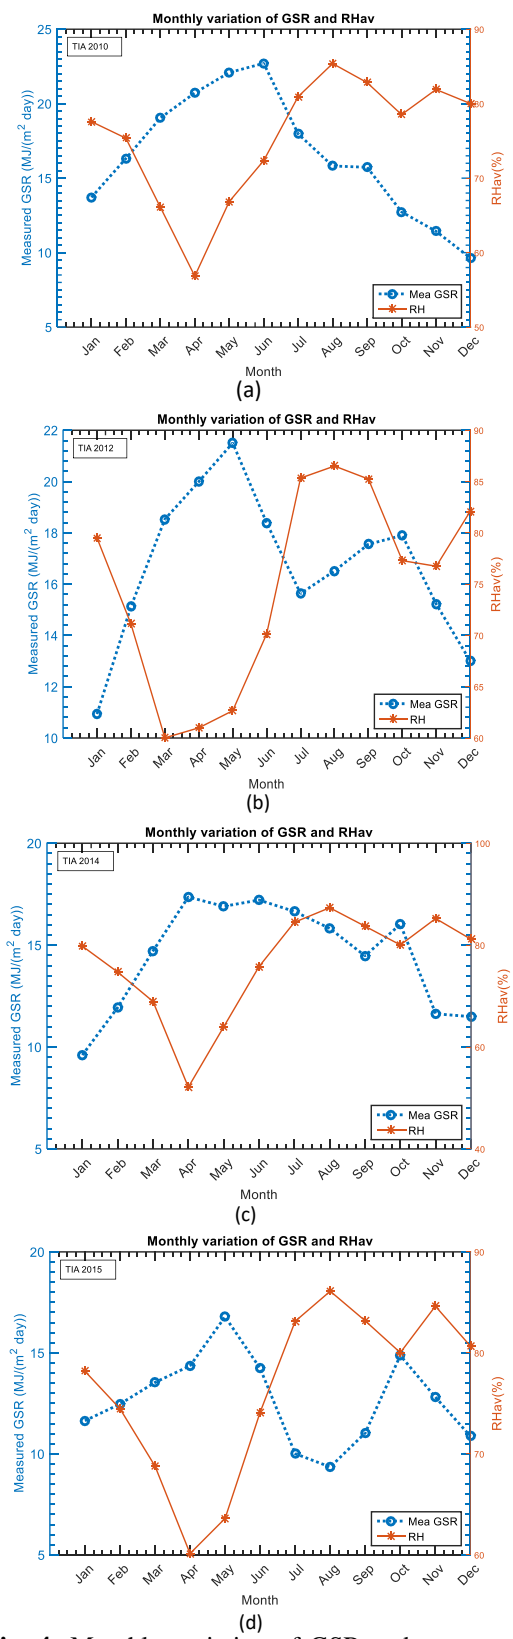 Monthly variation of GSR and RHav
TIA 2010
Measured GSR (MJ/(m² day))
25
20
15
10
5
90
80
70
60
50
RHav(%)
Mea GSR
RH
Jan Feb Mar Apr May Jun Jul Aug Sep Oct Nov Dec
Month
(a)
Monthly variation of GSR and RHav
TIA 2012
Measured GSR (MJ/(m² day))
22
20
18
16
14
12
10
90
85
80
75
70
65
60
RHav(%)
Mea GSR
RH
Jan Feb Mar Apr May Jun Jul Aug Sep Oct Nov Dec
Month
(b)
Monthly variation of GSR and RHav
TIA 2014
Measured GSR (MJ/(m² day))
20
15
10
5
100
80
60
40
RHav(%)
Mea GSR
RH
Jan Feb Mar Apr May Jun Jul Aug Sep Oct Nov Dec
Month
(c)
Monthly variation of GSR and RHav
TIA 2015
Measured GSR (MJ/(m² day))
20
15
10
5
90
80
70
60
RHav(%)
Mea GSR
RH
Jan Feb Mar Apr May Jun Jul Aug Sep Oct Nov Dec
(d)